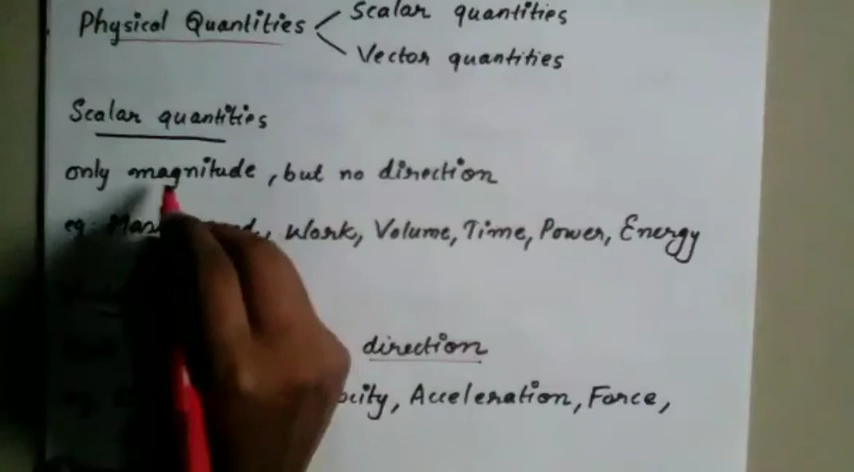 Physical Quantities
Scalar quantities
Vector quantities
Scalar quantities
only magnitude, but no direction
eg: Work, Volume, Time, Power, Energy
direction
Acceleration, Force,